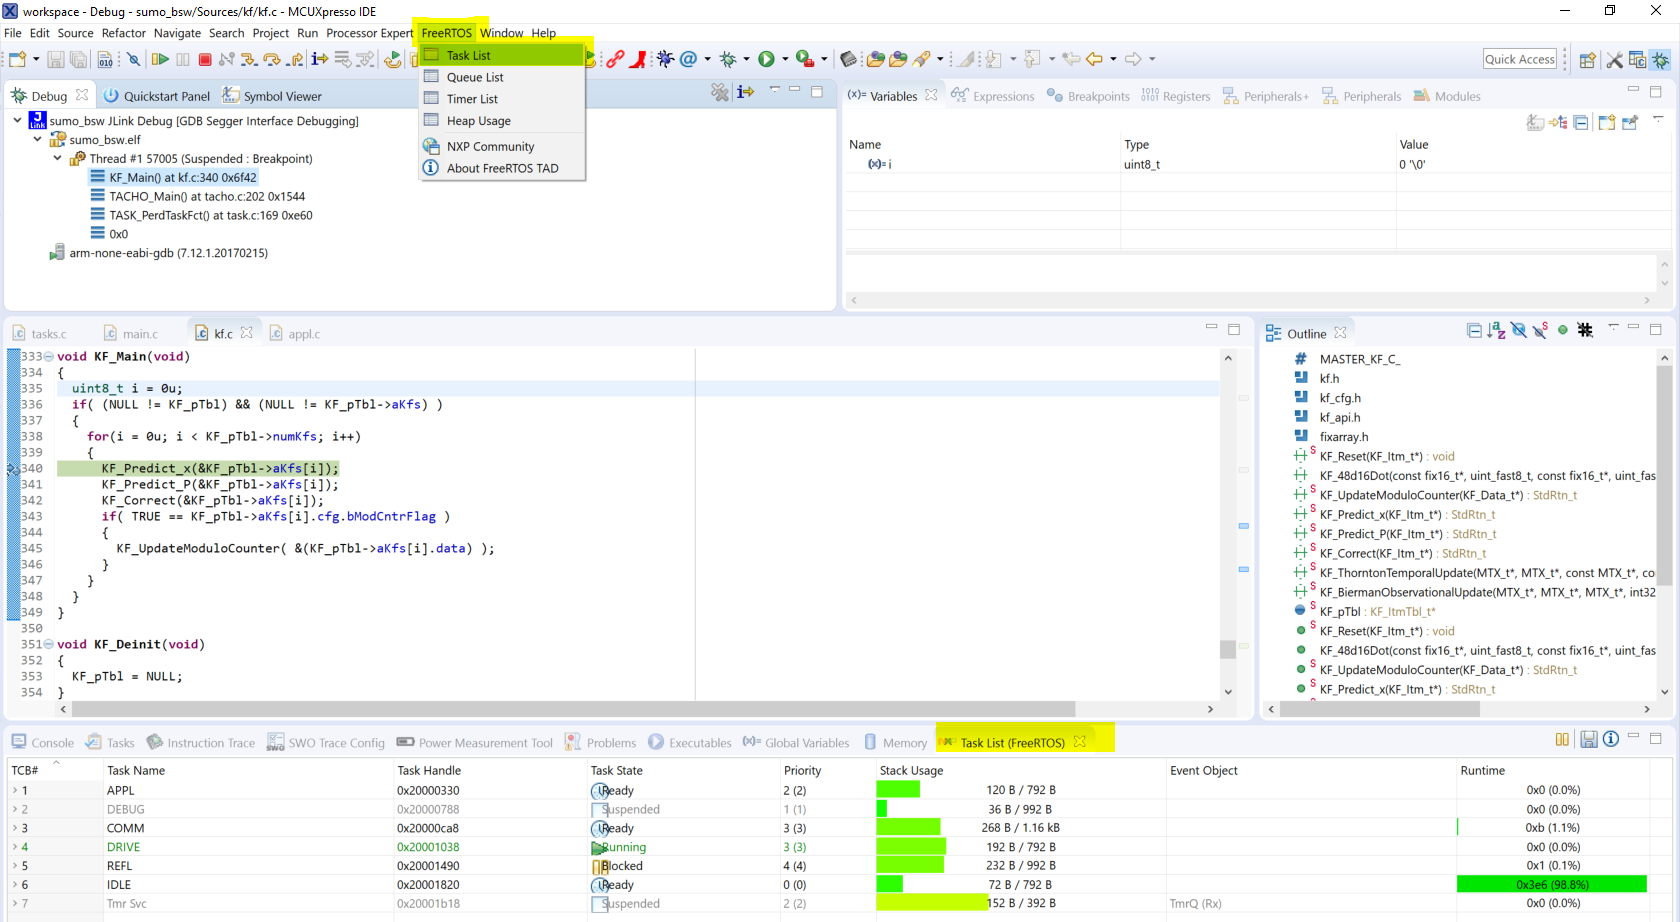 workspace - Debug - sumo_bsw/Sources/kf/kf.c - MCUXpresso IDE
File Edit Source Refactor Navigate Search Project Run Processor Expert FreeRTOS Window Help
Task List
Queue List
Timer List
Heap Usage
NXP Community
About FreeRTOS TAD
Quick Access
Debug Quickstart Panel Symbol Viewer
sumo_bsw JLink Debug [GDB Segger Interface Debugging]
sumo_bsw.elf
Thread #1 57005 (Suspended : Breakpoint)
KF_Main() at kf.c:340 0x6f42
TACHO_Main() at tacho.c:202 0x1544
TASK_PerdTaskFct() at task.c:169 0xe60
0x0
arm-none-eabi-gdb (7.12.1.20170215)
(x)= Variables Expressions Breakpoints Registers Peripherals+ Peripherals Modules
Name Type Value
(x)= i uint8_t 0 '\0'
tasks.c main.c kf.c appl.c
333 void KF_Main(void)
334 {
335 uint8_t i = 0u;
336 if( (NULL != KF_pTbl) && (NULL != KF_pTbl->aKfs) )
337 {
338 for(i = 0u; i < KF_pTbl->numKfs; i++)
339 {
340 KF_Predict_x(&KF_pTbl->aKfs[i]);
341 KF_Predict_P(&KF_pTbl->aKfs[i]);
342 KF_Correct(&KF_pTbl->aKfs[i]);
343 if( TRUE == KF_pTbl->aKfs[i].cfg.bModCntrFlag )
344 {
345 KF_UpdateModuloCounter( &(KF_pTbl->aKfs[i].data) );
346 }
347 }
348 }
349 }
350
351 void KF_Deinit(void)
352 {
353 KF_pTbl = NULL;
354 }
Outline
MASTER_KF_C_
kf.h
kf_cfg.h
kf_api.h
fixarray.h
KF_Reset(KF_Itm_t*) : void
KF_48d16Dot(const fix16_t*, uint_fast8_t, const fix16_t*, uint_fas
KF_UpdateModuloCounter(KF_Data_t*) : StdRtn_t
KF_Predict_x(KF_Itm_t*) : StdRtn_t
KF_Predict_P(KF_Itm_t*) : StdRtn_t
KF_Correct(KF_Itm_t*) : StdRtn_t
KF_ThorntonTemporalUpdate(MTX_t*, MTX_t*, const MTX_t*, co
KF_BiermanObservationalUpdate(MTX_t*, MTX_t*, MTX_t*, int32
KF_pTbl : KF_ItmTbl_t*
KF_Reset(KF_Itm_t*) : void
KF_48d16Dot(const fix16_t*, uint_fast8_t, const fix16_t*, uint_fas
KF_UpdateModuloCounter(KF_Data_t*) : StdRtn_t
KF_Predict_x(KF_Itm_t*) : StdRtn_t
Console Tasks Instruction Trace SWO Trace Config Power Measurement Tool Problems Executables (x)= Global Variables Memory Task List (FreeRTOS)
TCB# Task Name Task Handle Task State Priority Stack Usage Event Object Runtime
1 APPL 0x20000330 Ready 2 (2) 120 B / 792 B 0x0 (0.0%)
2 DEBUG 0x20000788 Suspended 1 (1) 36 B / 992 B 0x0 (0.0%)
3 COMM 0x20000ca8 Ready 3 (3) 268 B / 1.16 kB 0xb (1.1%)
4 DRIVE 0x20001038 Running 3 (3) 192 B / 792 B 0x0 (0.0%)
5 REFL 0x20001490 Blocked 4 (4) 232 B / 992 B 0x1 (0.1%)
6 IDLE 0x20001820 Ready 0 (0) 72 B / 792 B 0x3e6 (98.8%)
7 Tmr Svc 0x20001b18 Suspended 2 (2) 152 B / 392 B TmrQ (Rx) 0x0 (0.0%)